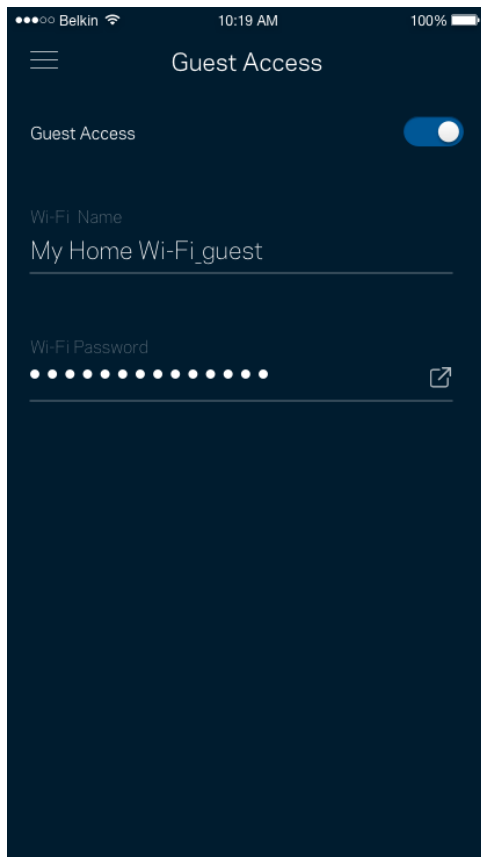 Belkin 10:19 AM 100%
Guest Access
Guest Access
Wi-Fi Name
My Home Wi-Fi_guest
Wi-Fi Password
●●●●●●●●●●●●●●